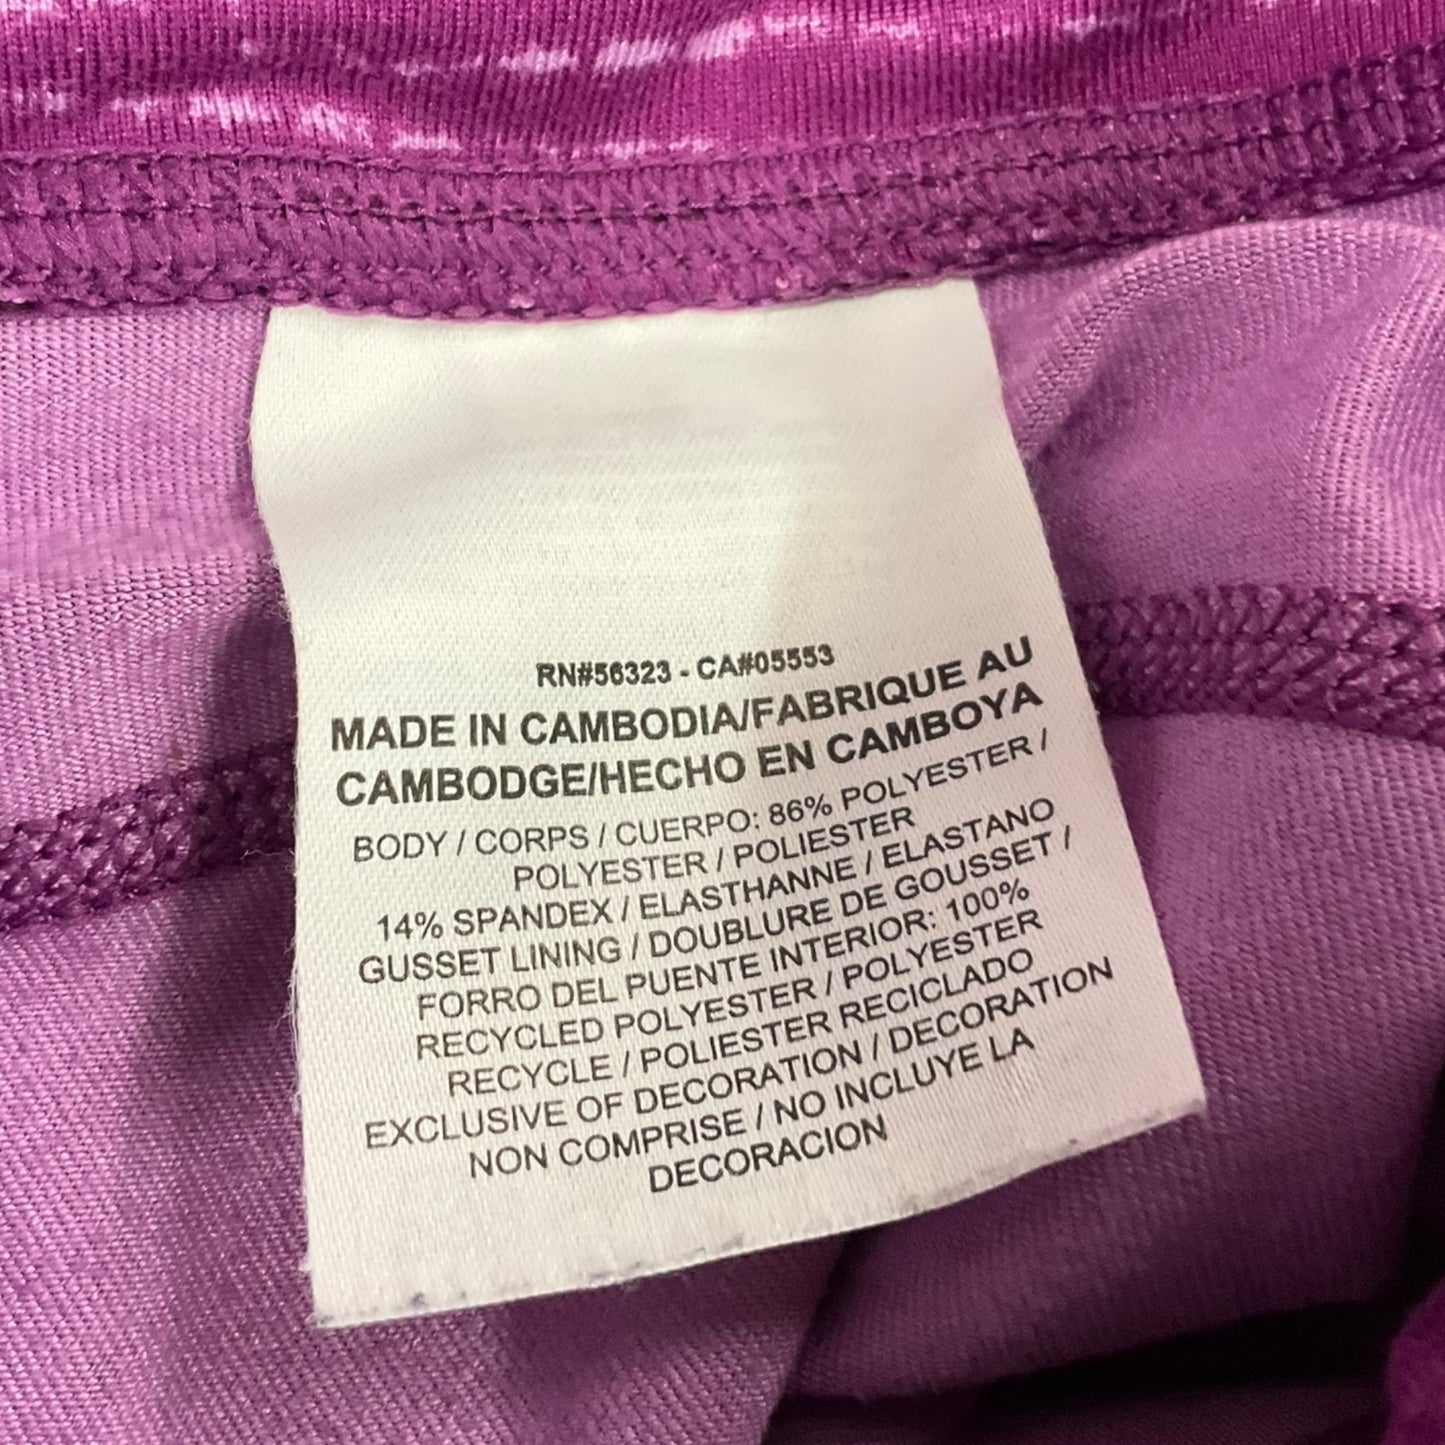 RN#56323 - CA#05553
MADE IN CAMBODIA/FABRIQUE AU
CAMBODGE/HECHO EN CAMBOYA
BODY / CORPS / CUERPO: 86% POLYESTER /
POLYESTER / POLIESTER
14% SPANDEX / ELASTHANNE / ELASTANO
GUSSET LINING / DOUBLURE DE GOUSSET /
FORRO DEL PUENTE INTERIOR: 100%
RECYCLED POLYESTER / POLYESTER
RECYCLE / POLIESTER RECICLADO
EXCLUSIVE OF DECORATION / DECORATION
NON COMPRISE / NO INCLUYE LA
DECORACION